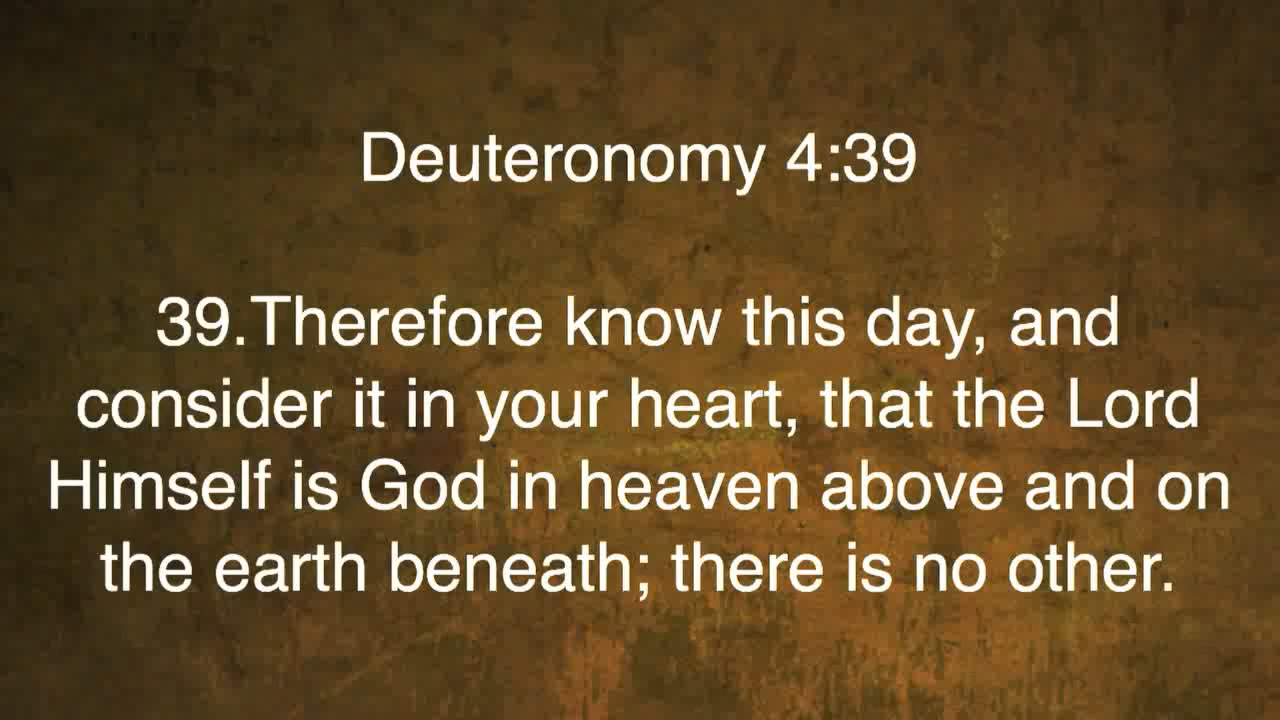 Deuteronomy 4:39
39.Therefore know this day, and
consider it in your heart, that the Lord
Himself is God in heaven above and on
the earth beneath; there is no other.